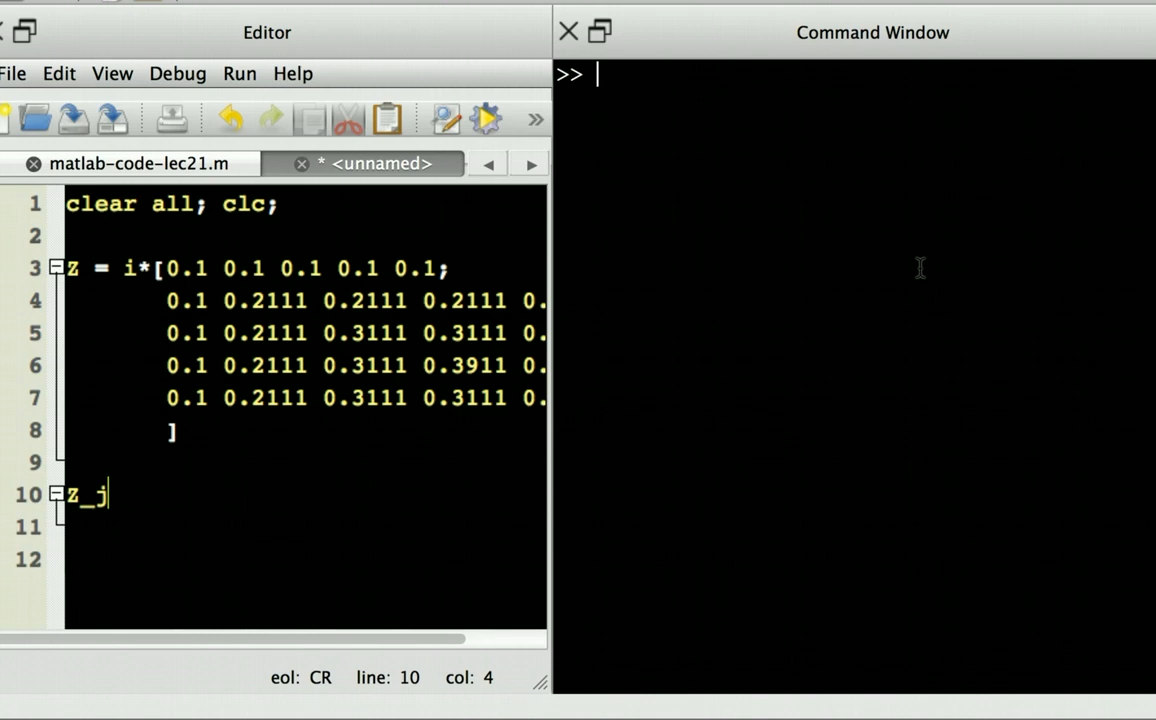 Editor
File Edit View Debug Run Help
»
matlab-code-lec21.m
* <unnamed>
1 clear all; clc;
2
3 Z = i*[0.1 0.1 0.1 0.1 0.1;
4 0.1 0.2111 0.2111 0.2111 0.
5 0.1 0.2111 0.3111 0.3111 0.
6 0.1 0.2111 0.3111 0.3911 0.
7 0.1 0.2111 0.3111 0.3111 0.
8 ]
9
10 Z_j
11
12
eol: CR line: 10 col: 4
Command Window
>>